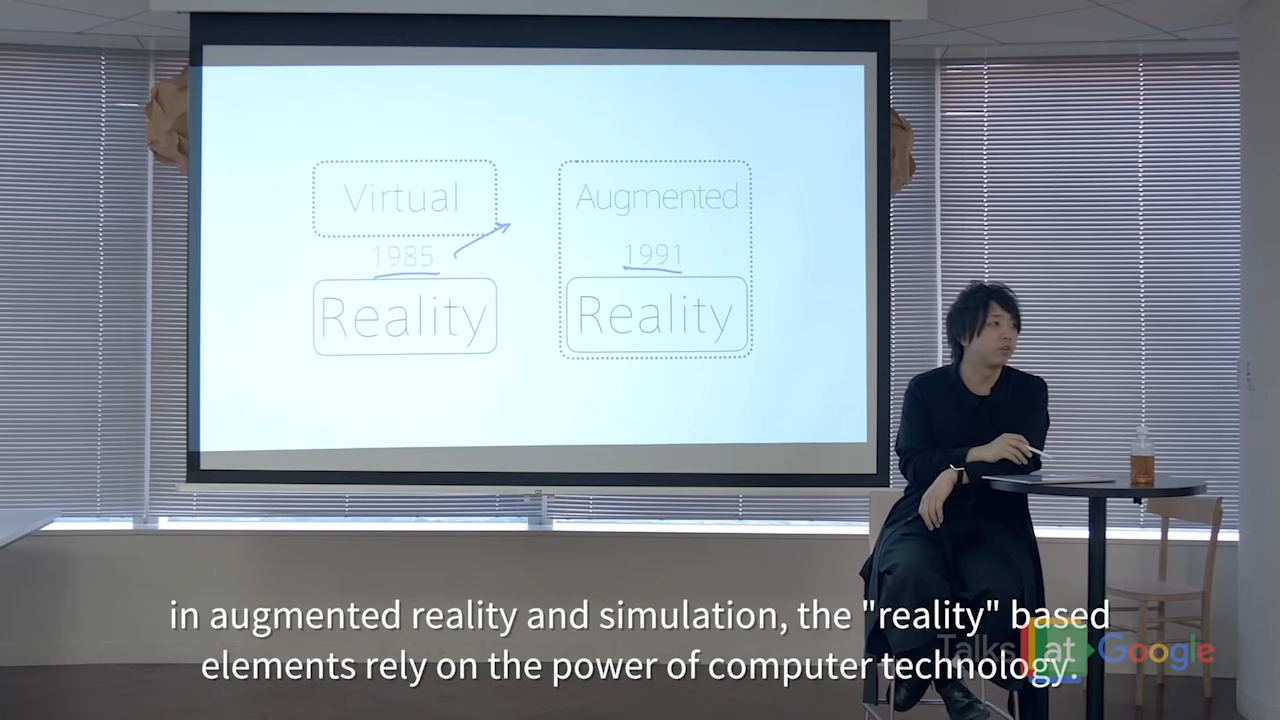 Virtual
1985
Reality
Augmented
1991
Reality
in augmented reality and simulation, the "reality" based
elements rely on the power of computer technology.
Talks at Google